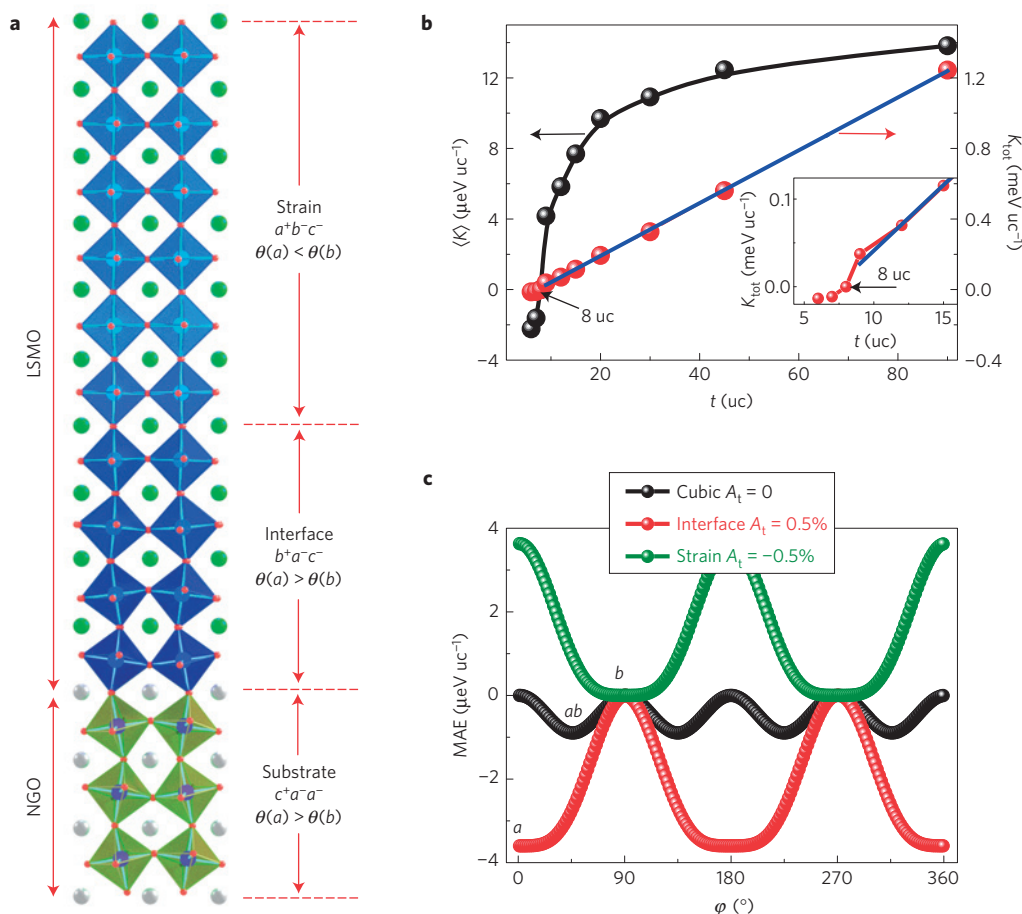 a
LSMO
NGO
Strain
a⁺b⁻c⁻
θ(a) < θ(b)
Interface
b⁺a⁻c⁻
θ(a) > θ(b)
Substrate
c⁺a⁻a⁻
θ(a) > θ(b)
b
⟨K⟩ (μeV uc⁻¹)
12
8
4
0
−4
20
40
60
80
t (uc)
8 uc
1.2
0.8
0.4
0.0
−0.4
K_tot (meV uc⁻¹)
K_tot (meV uc⁻¹)
0.1
0.0
5
10
15
t (uc)
8 uc
c
Cubic A_t = 0
Interface A_t = 0.5%
Strain A_t = −0.5%
MAE (μeV uc⁻¹)
4
2
0
−2
−4
b
ab
a
0
90
180
270
360
φ (°)